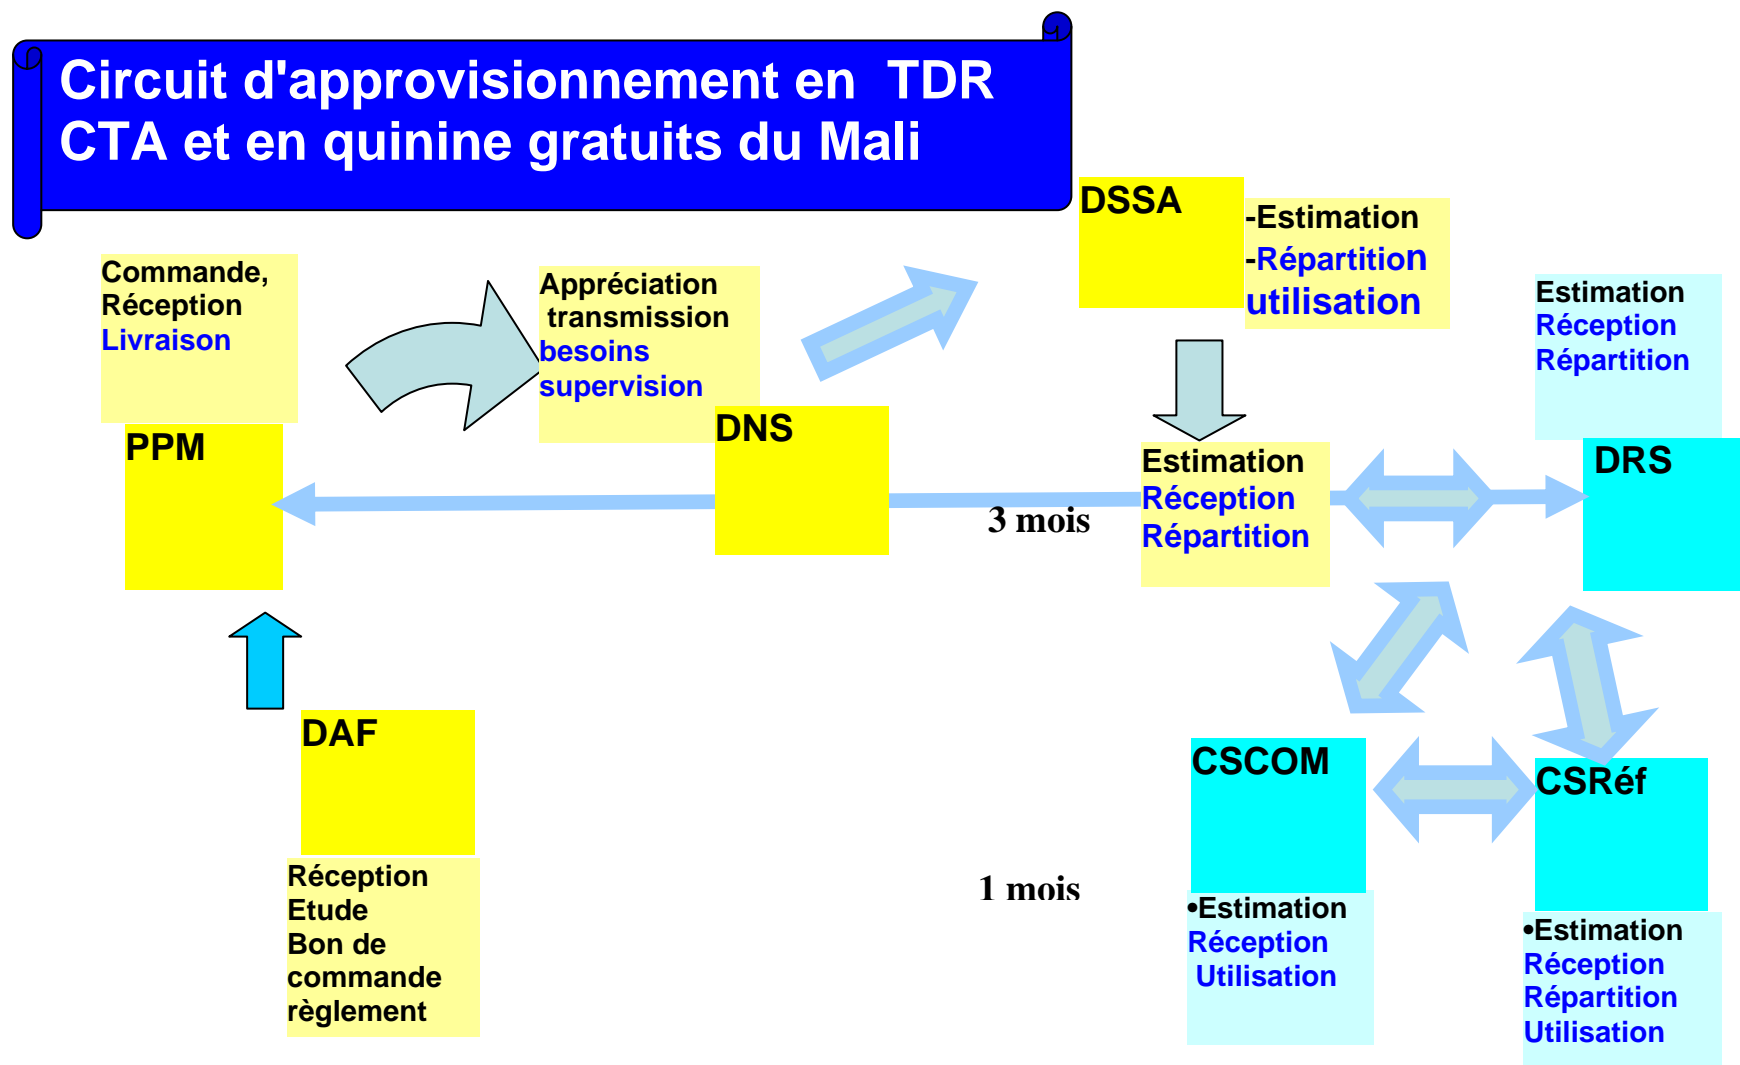 Circuit d'approvisionnement en  TDR
CTA et en quinine gratuits du Mali
DSSA
-Estimation
-Répartition
utilisation
Commande,
Réception
Livraison
PPM
Appréciation
transmission
besoins
supervision
DNS
Estimation
Réception
Répartition
DRS
Estimation
Réception
Répartition
3 mois
DAF
Réception
Etude
Bon de
commande
règlement
1 mois
CSCOM
•Estimation
Réception
Utilisation
CSRéf
•Estimation
Réception
Répartition
Utilisation